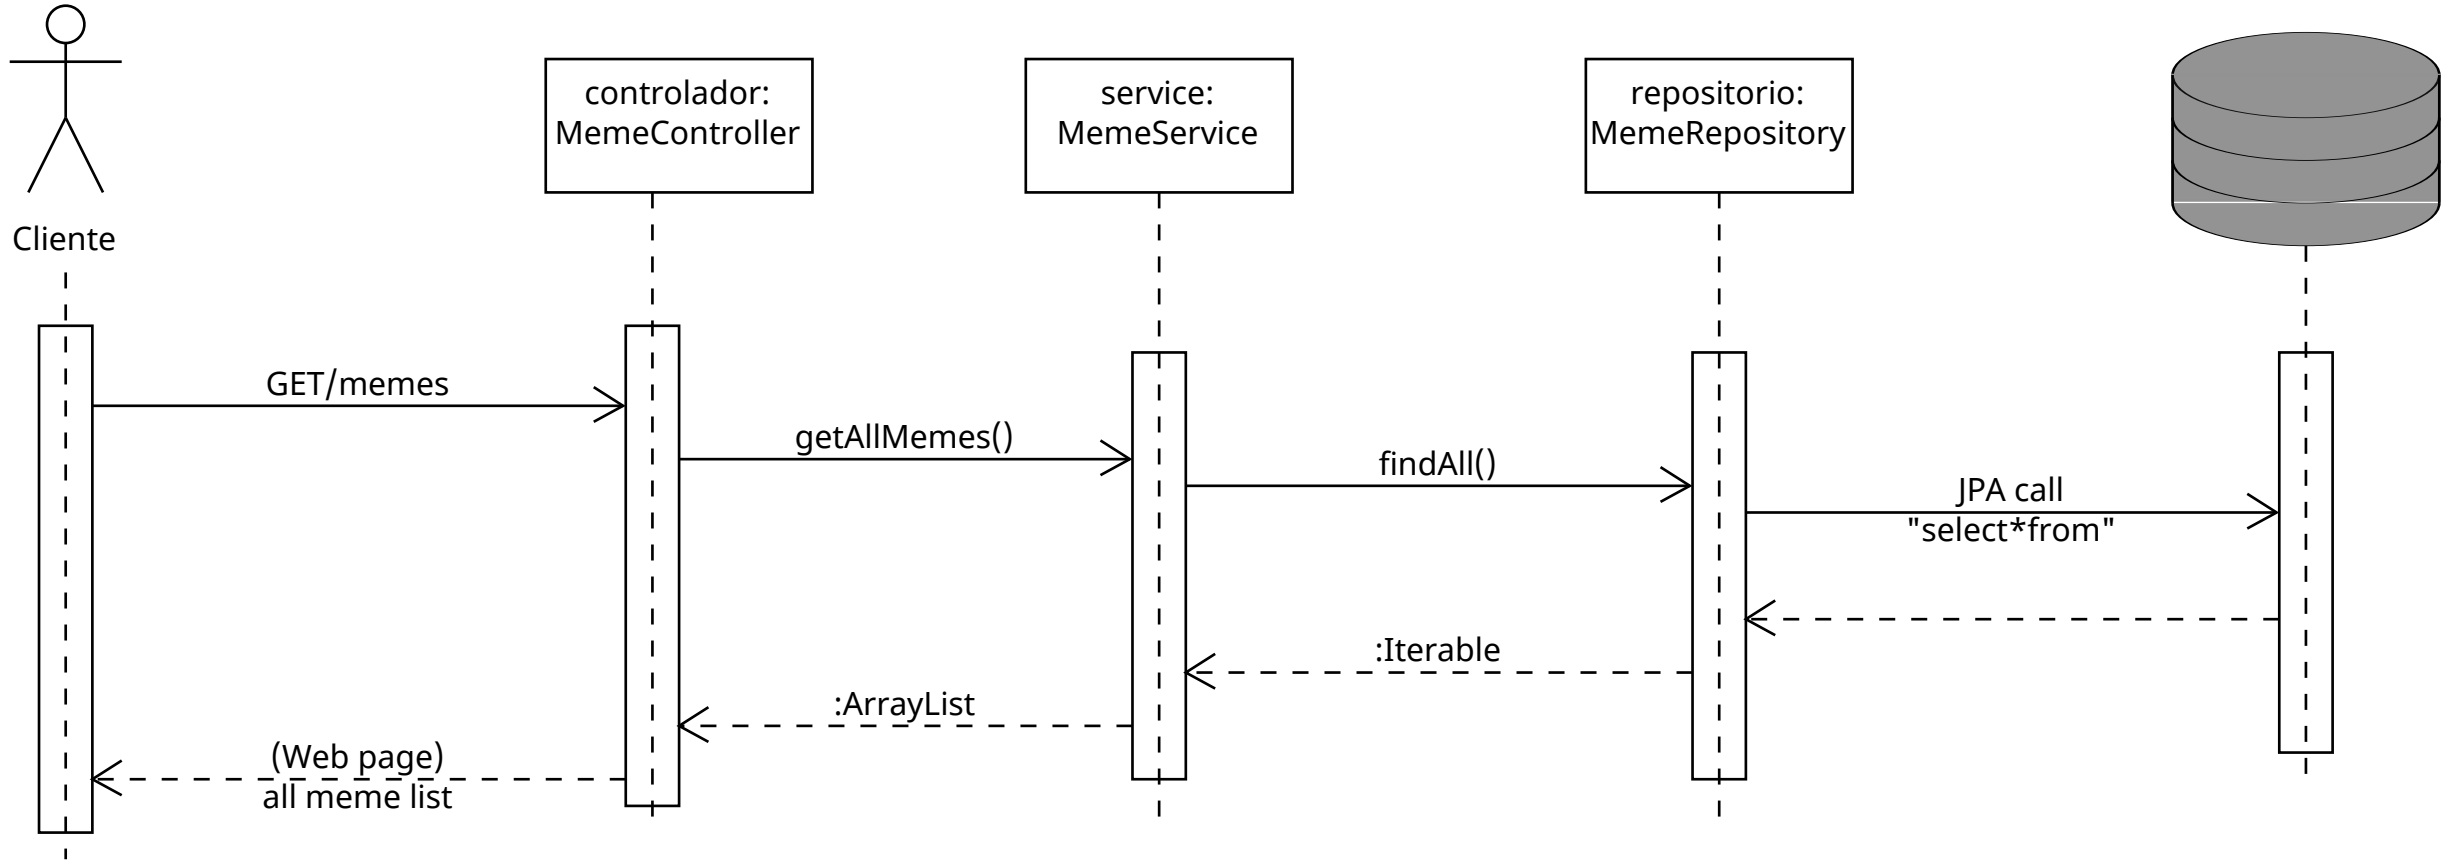 controlador:
MemeController
service:
MemeService
repositorio:
MemeRepository
Cliente
GET/memes
getAllMemes()
findAll()
JPA call
"select*from"
:Iterable
:ArrayList
(Web page)
all meme list